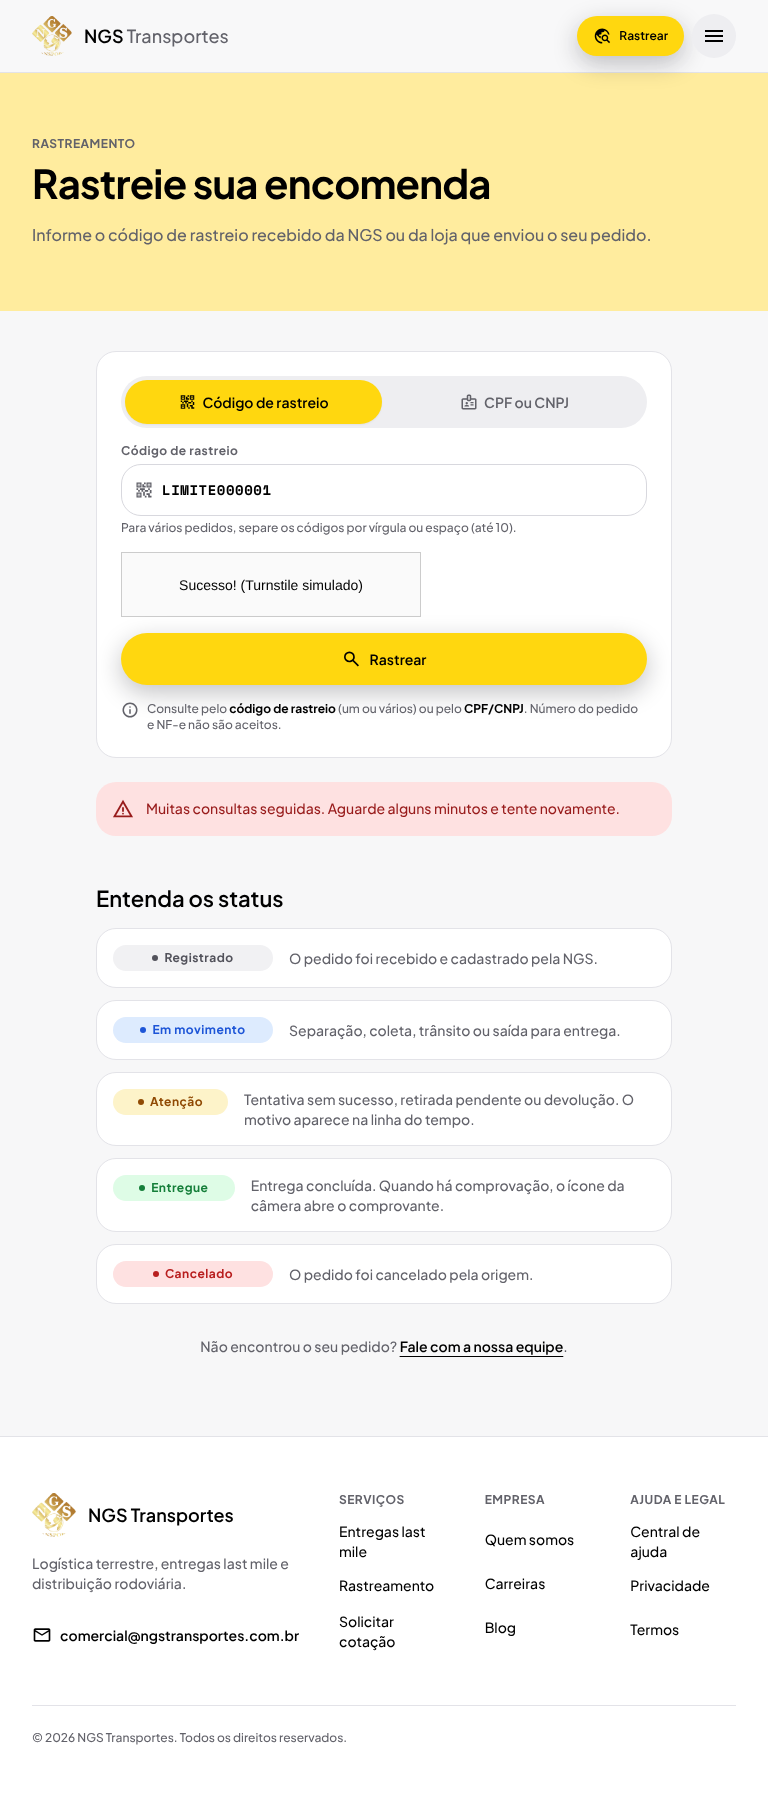 NGS Transportes
Rastrear
RASTREAMENTO
Rastreie sua encomenda
Informe o código de rastreio recebido da NGS ou da loja que enviou o seu pedido.
Código de rastreio
CPF ou CNPJ
Código de rastreio
LIMITE000001
Para vários pedidos, separe os códigos por vírgula ou espaço (até 10).
Sucesso! (Turnstile simulado)
Rastrear
Consulte pelo código de rastreio (um ou vários) ou pelo CPF/CNPJ. Número do pedido
e NF-e não são aceitos.
Muitas consultas seguidas. Aguarde alguns minutos e tente novamente.
Entenda os status
Registrado
O pedido foi recebido e cadastrado pela NGS.
Em movimento
Separação, coleta, trânsito ou saída para entrega.
Atenção
Tentativa sem sucesso, retirada pendente ou devolução. O
motivo aparece na linha do tempo.
Entregue
Entrega concluída. Quando há comprovação, o ícone da
câmera abre o comprovante.
Cancelado
O pedido foi cancelado pela origem.
Não encontrou o seu pedido? Fale com a nossa equipe.
NGS Transportes
Logística terrestre, entregas last mile e
distribuição rodoviária.
comercial@ngstransportes.com.br
SERVIÇOS
Entregas last
mile
Rastreamento
Solicitar
cotação
EMPRESA
Quem somos
Carreiras
Blog
AJUDA E LEGAL
Central de
ajuda
Privacidade
Termos
© 2026 NGS Transportes. Todos os direitos reservados.